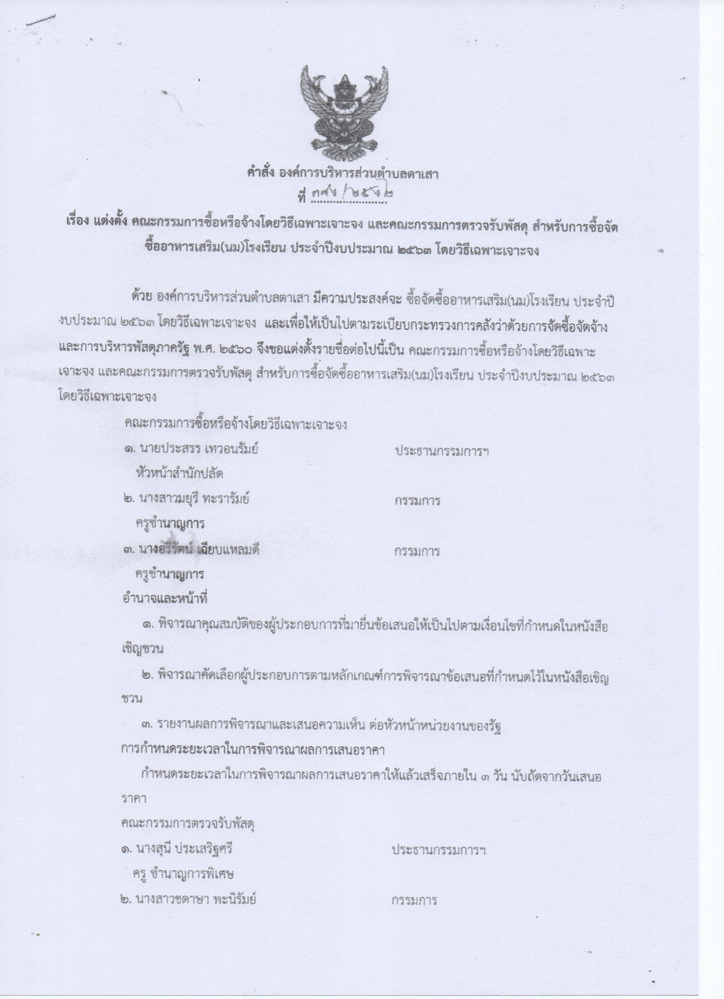 คำสั่ง องค์การบริหารส่วนตำบลตาเสา
ที่
เรื่อง แต่งตั้ง คณะกรรมการซื้อหรือจ้างโดยวิธีเฉพาะเจาะจง และคณะกรรมการตรวจรับพัสดุ สำหรับการซื้อจัด
ซื้ออาหารเสริม(นม)โรงเรียน ประจำปีงบประมาณ ๒๕๖๓ โดยวิธีเฉพาะเจาะจง
ด้วย องค์การบริหารส่วนตำบลตาเสา มีความประสงค์จะ ซื้อจัดซื้ออาหารเสริม(นม)โรงเรียน ประจำปี
งบประมาณ ๒๕๖๓ โดยวิธีเฉพาะเจาะจง และเพื่อให้เป็นไปตามระเบียบกระทรวงการคลังว่าด้วยการจัดซื้อจัดจ้าง
และการบริหารพัสดุภาครัฐ พ.ศ. ๒๕๖๐ จึงขอแต่งตั้งรายชื่อต่อไปนี้เป็น คณะกรรมการซื้อหรือจ้างโดยวิธีเฉพาะ
เจาะจง และคณะกรรมการตรวจรับพัสดุ สำหรับการซื้อจัดซื้ออาหารเสริม(นม)โรงเรียน ประจำปีงบประมาณ ๒๕๖๓
โดยวิธีเฉพาะเจาะจง
คณะกรรมการซื้อหรือจ้างโดยวิธีเฉพาะเจาะจง
๑. นายประสรร เทวอนรัมย์ ประธานกรรมการฯ
หัวหน้าสำนักปลัด
๒. นางสาวมยุรี ทะรารัมย์ กรรมการ
ครูชำนาญการ
๓. นางอรีรัตน์ เฉียบแหลมดี กรรมการ
ครูชำนาญการ
อำนาจและหน้าที่
๑. พิจารณาคุณสมบัติของผู้ประกอบการที่มายื่นข้อเสนอให้เป็นไปตามเงื่อนไขที่กำหนดในหนังสือ
เชิญชวน
๒. พิจารณาคัดเลือกผู้ประกอบการตามหลักเกณฑ์การพิจารณาข้อเสนอที่กำหนดไว้ในหนังสือเชิญ
ชวน
๓. รายงานผลการพิจารณาและเสนอความเห็น ต่อหัวหน้าหน่วยงานของรัฐ
การกำหนดระยะเวลาในการพิจารณาผลการเสนอราคา
กำหนดระยะเวลาในการพิจารณาผลการเสนอราคาให้แล้วเสร็จภายใน ๓ วัน นับถัดจากวันเสนอ
ราคา
คณะกรรมการตรวจรับพัสดุ
๑. นางสุนี ประเสริฐศรี ประธานกรรมการฯ
ครู ชำนาญการพิเศษ
๒. นางสาวชดาษา พะนิรัมย์ กรรมการ